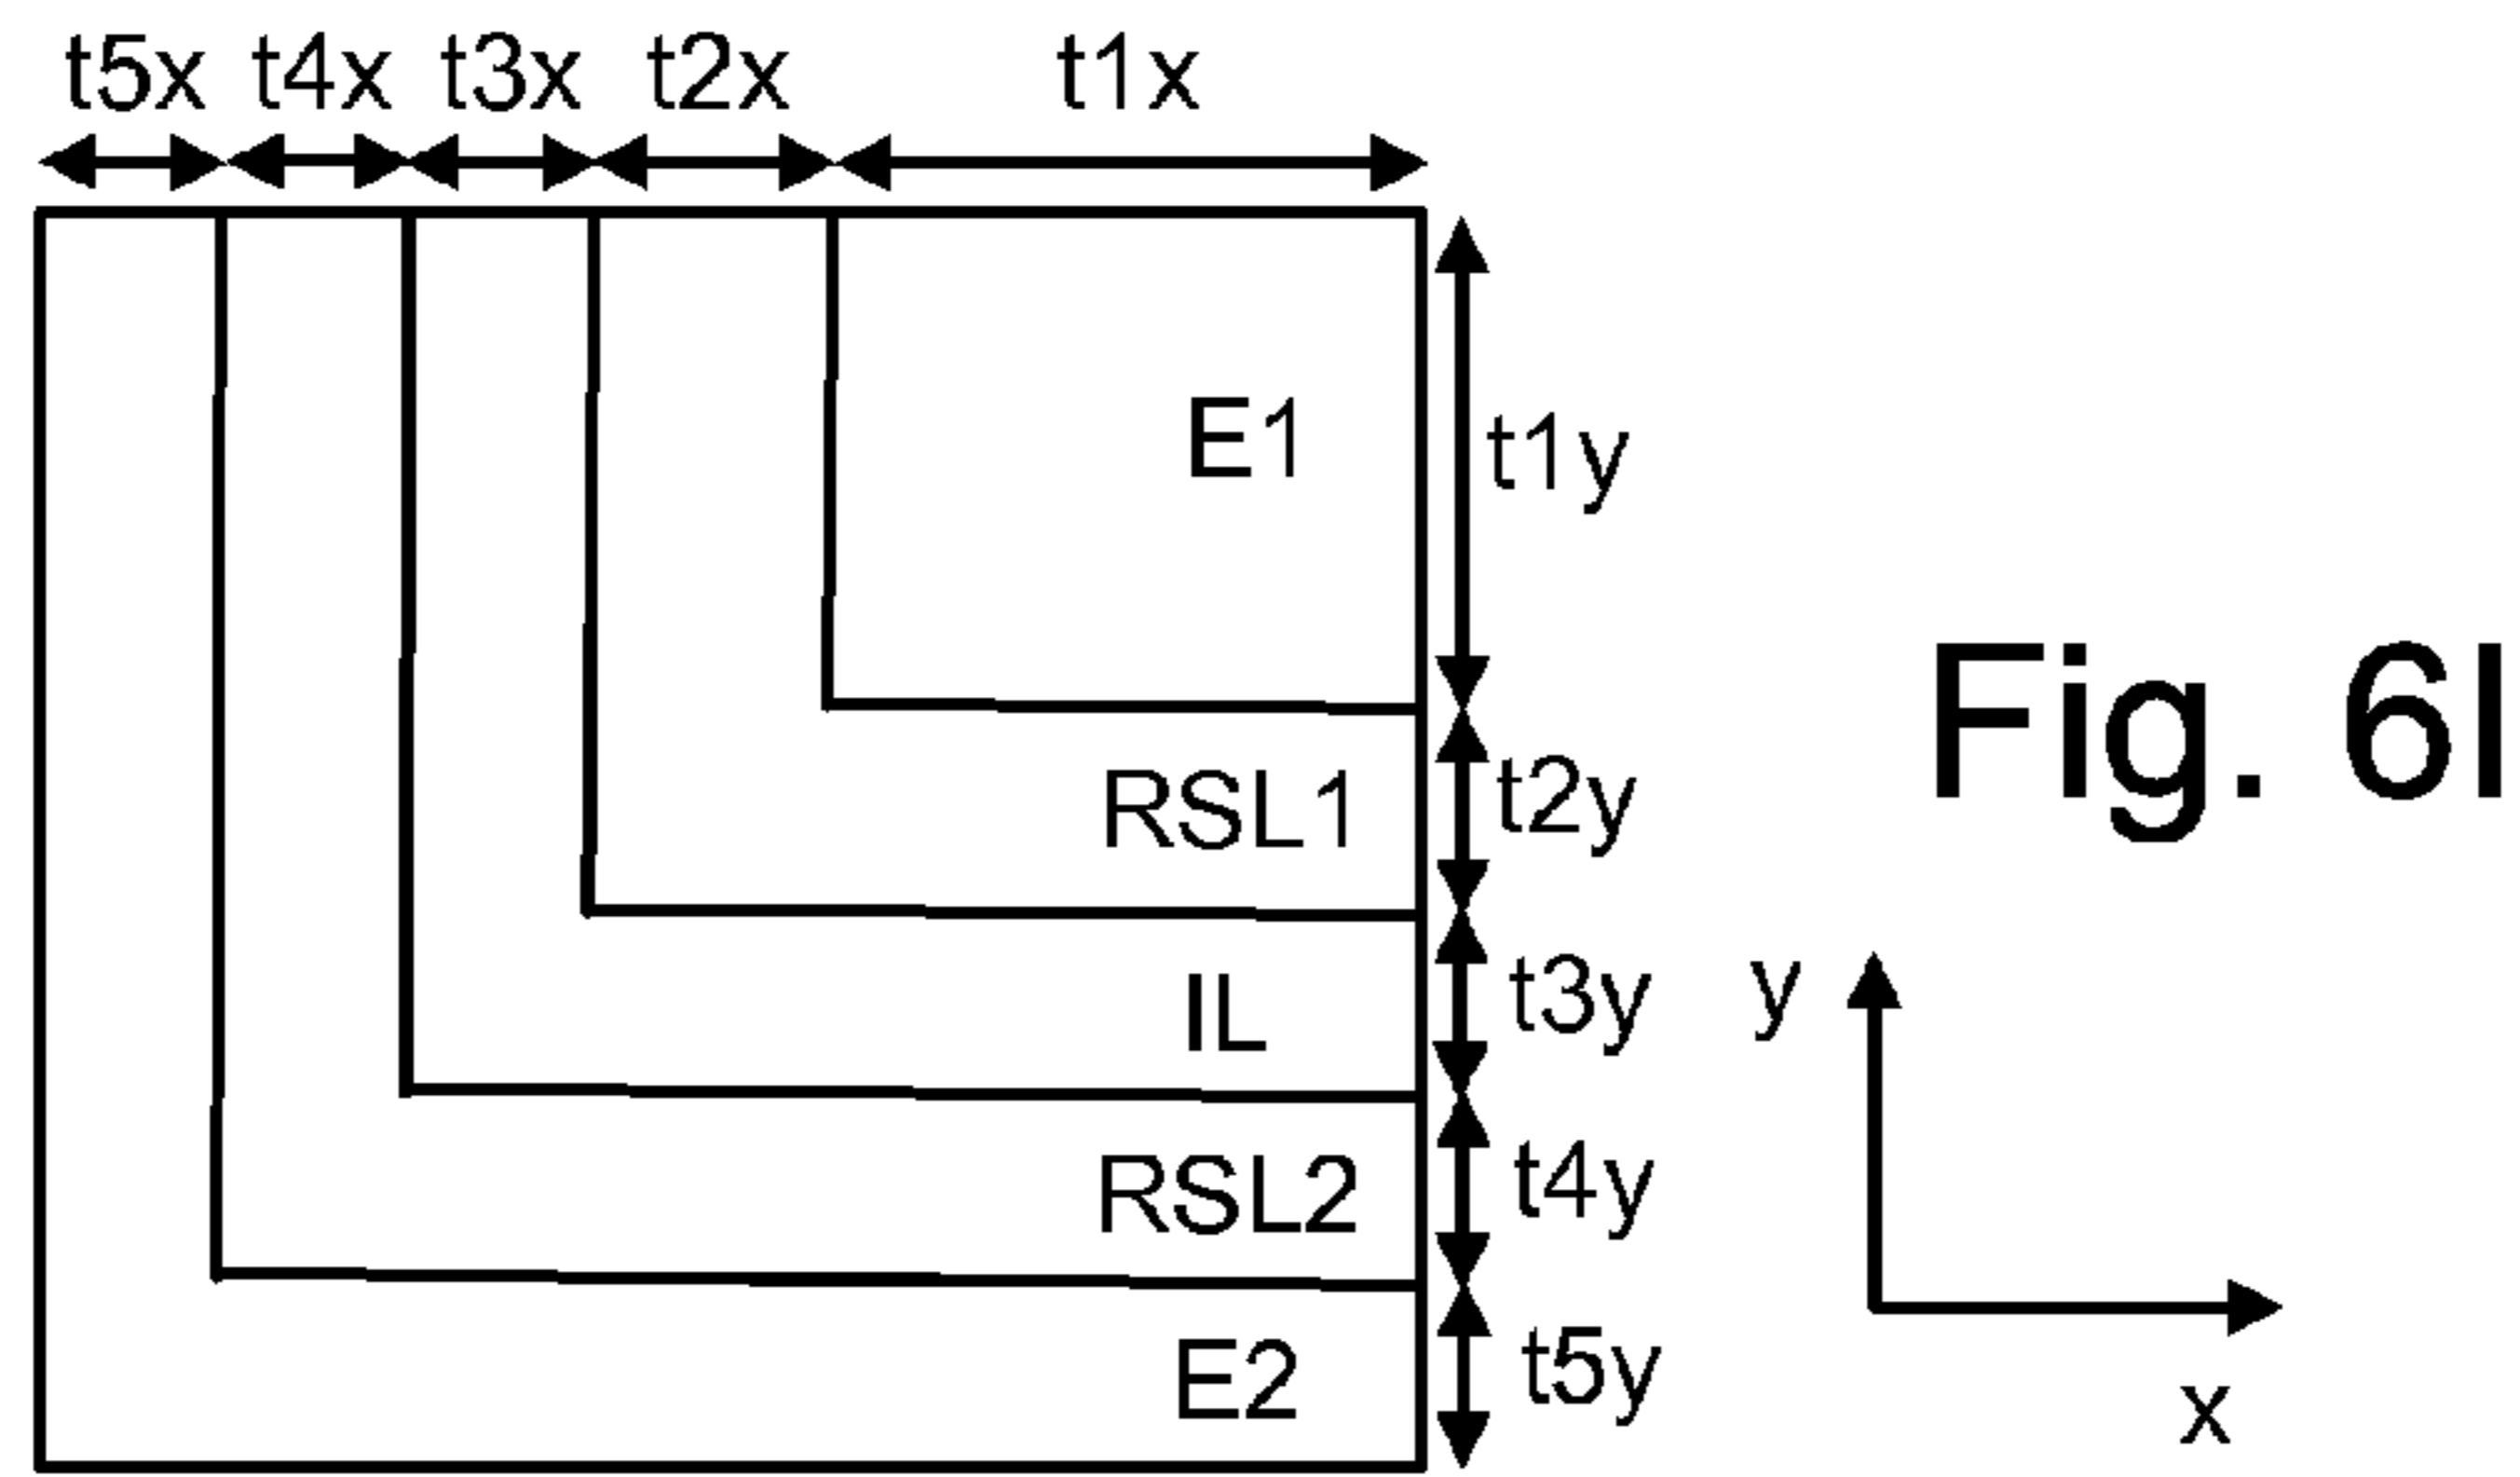 t5x t4x t3x t2x t1x
E1
t1y
Fig. 6I
RSL1
t2y
IL
t3y
y
RSL2
t4y
E2
t5y
x